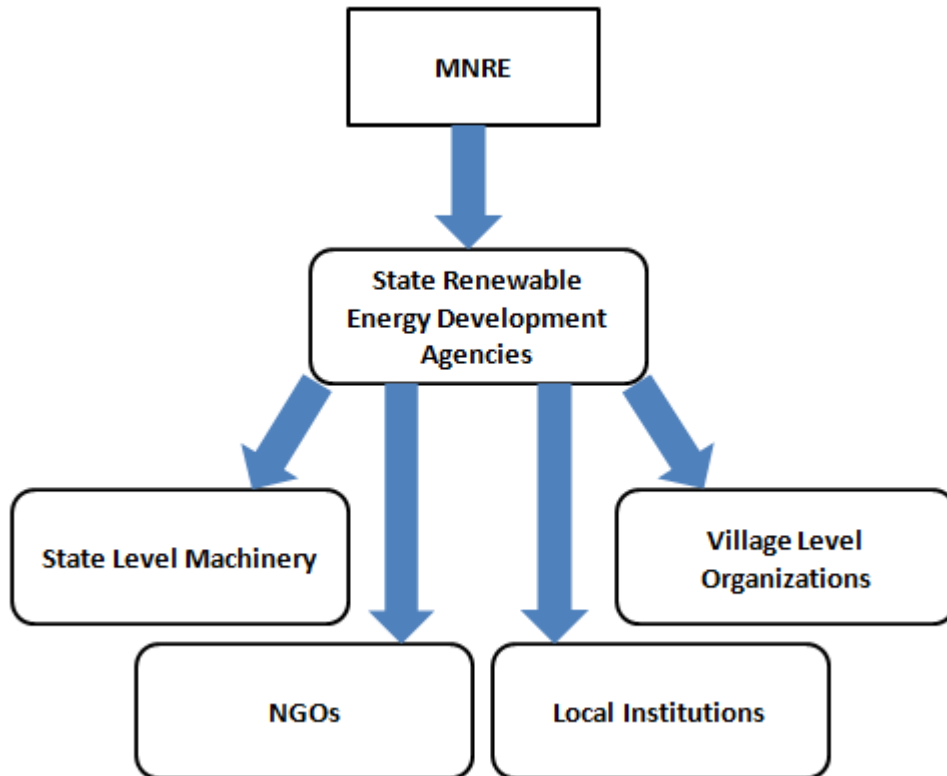 MNRE
State Renewable
Energy Development
Agencies
State Level Machinery
Village Level
Organizations
NGOs
Local Institutions